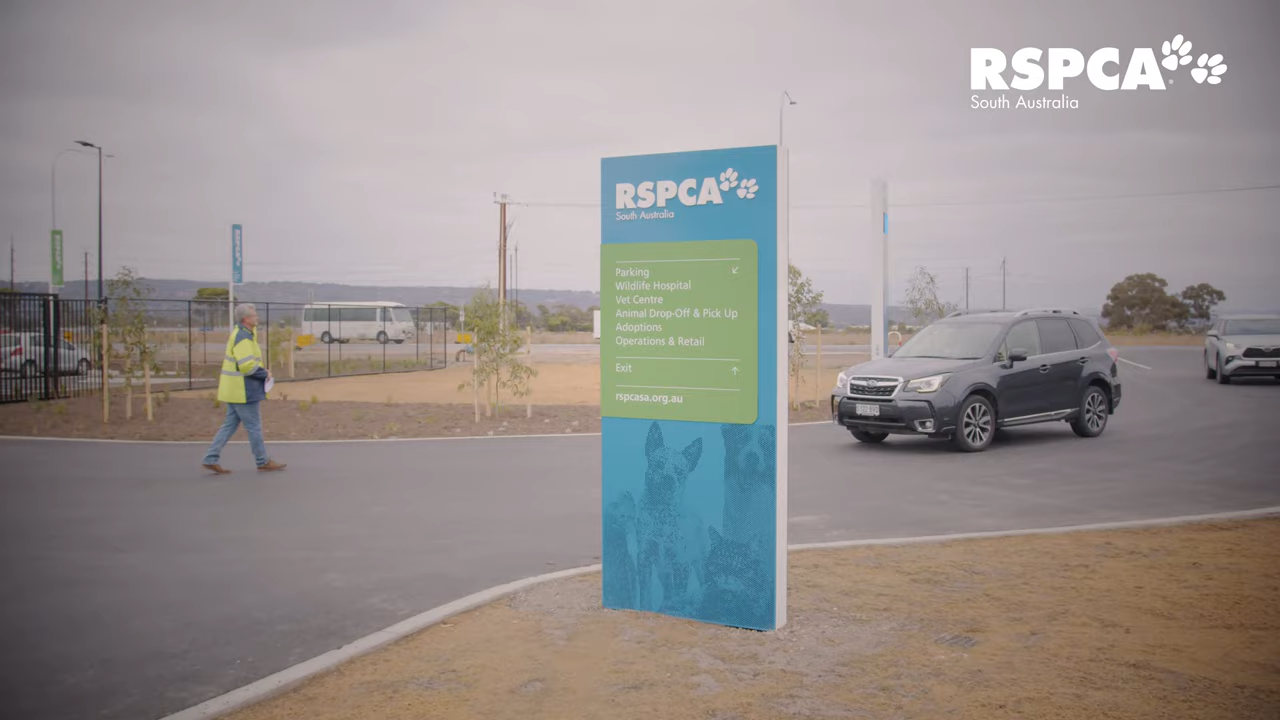 RSPCA
South Australia
RSPCA
South Australia
Parking
Wildlife Hospital
Vet Centre
Animal Drop-Off & Pick Up
Adoptions
Operations & Retail
Exit
rspcasa.org.au